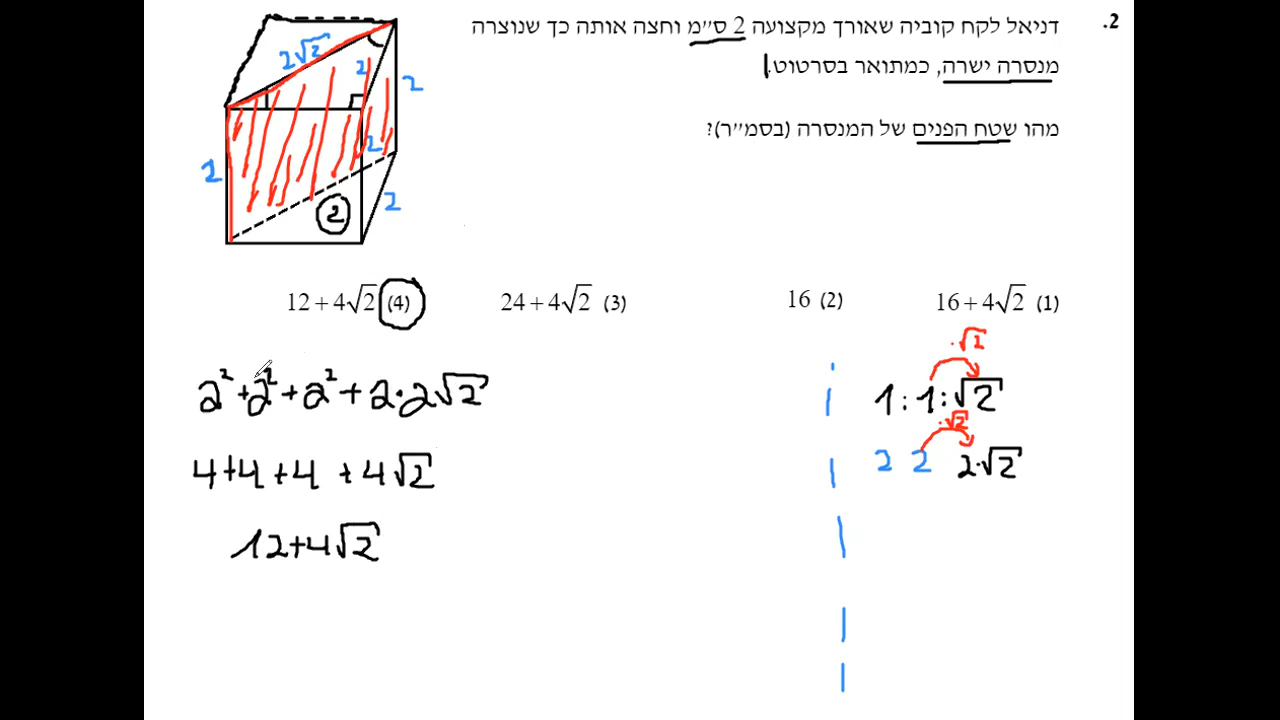 2. דניאל לקח קוביה שאורך מקצועה 2 ס״מ וחצה אותה כך שנוצרה
מנסרה ישרה, כמתואר בסרטוט.
מהו שטח הפנים של המנסרה (בסמ״ר)?
2√2
2
2
2
2
2
2
(1) 16 + 4√2
(2) 16
(3) 24 + 4√2
(4) 12 + 4√2
·√2
1 : 1 : √2
·√2
2 2 2·√2
2² + 2² + 2² + 2·2√2
4+4 +4 +4√2
12+4√2